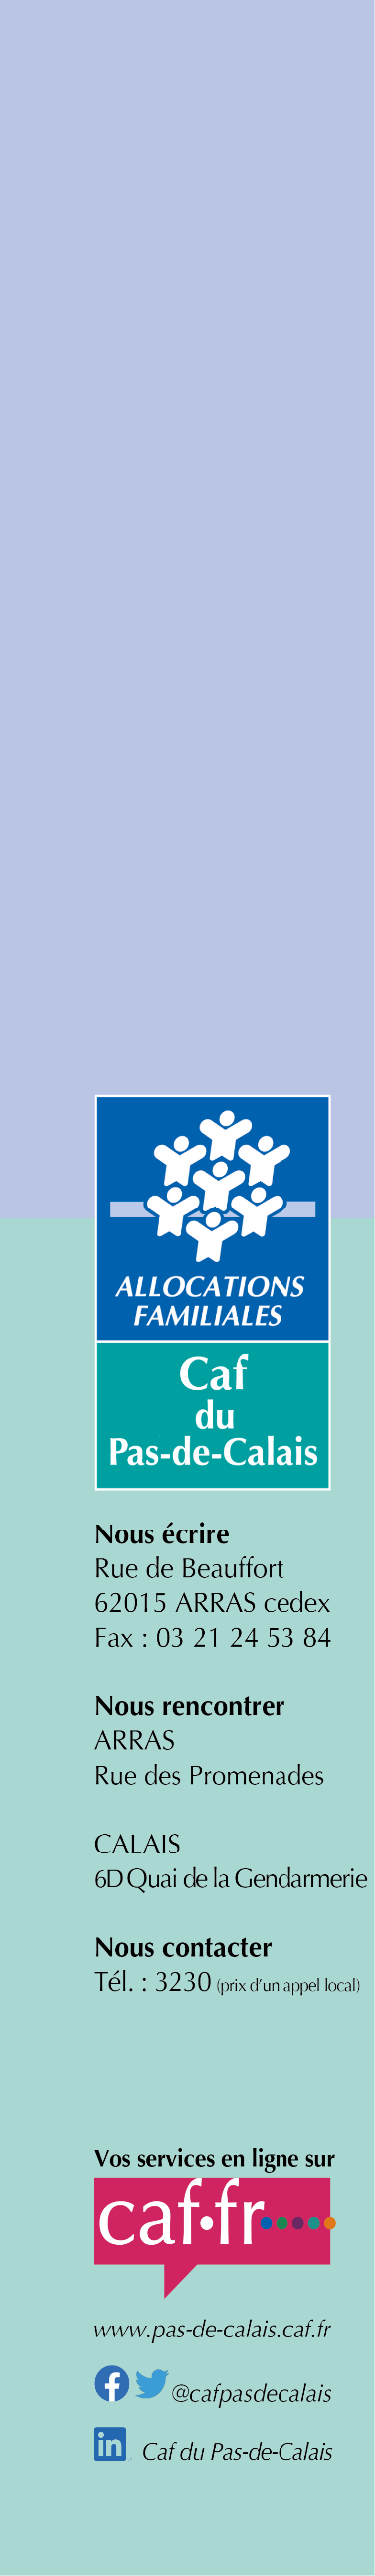 ALLOCATIONS
FAMILIALES
Caf
du
Pas-de-Calais
Nous écrire
Rue de Beauffort
62015 ARRAS cedex
Fax : 03 21 24 53 84
Nous rencontrer
ARRAS
Rue des Promenades
CALAIS
6D Quai de la Gendarmerie
Nous contacter
Tél. : 3230 (prix d'un appel local)
Vos services en ligne sur
caf·fr
www.pas-de-calais.caf.fr
@cafpasdecalais
in Caf du Pas-de-Calais